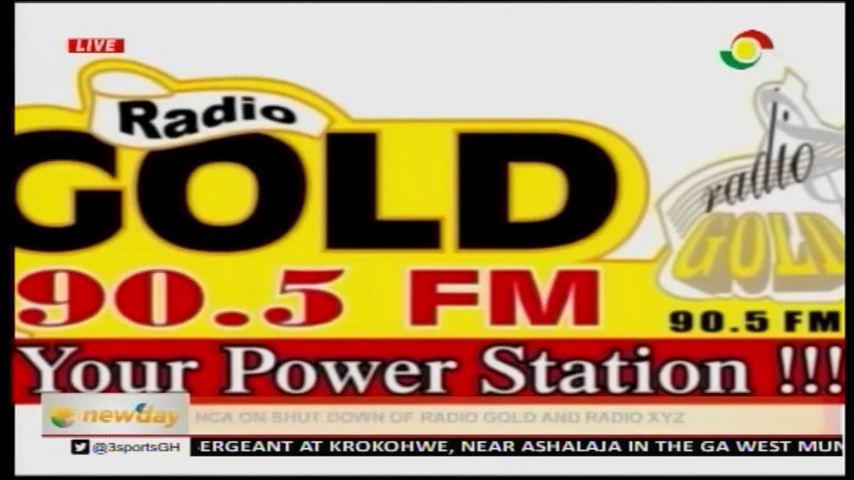 LIVE
Radio
GOLD
radio
GOLD
90.5 FM
90.5 FM
Your Power Station !!!
newday
NCA ON SHUT DOWN OF RADIO GOLD AND RADIO XYZ
@3sportsGH
ERGEANT AT KROKOHWE, NEAR ASHALAJA IN THE GA WEST MUN